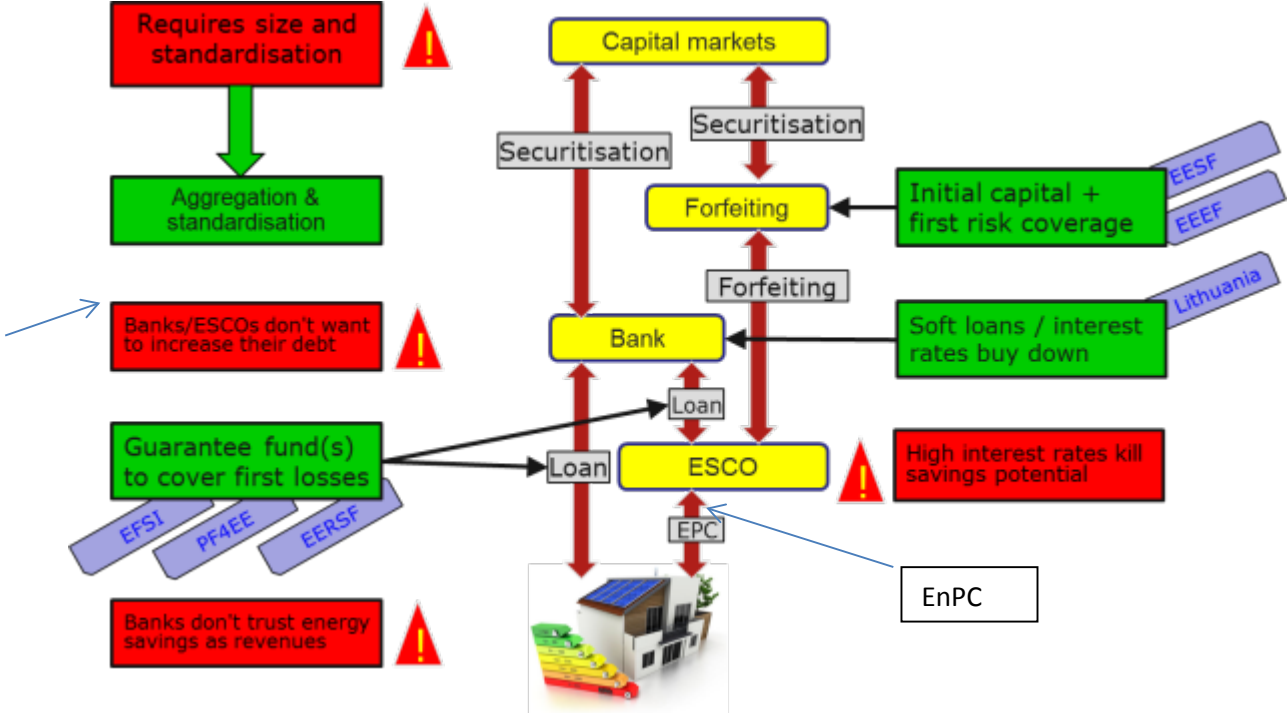 Requires size and
standardisation
Capital markets
Securitisation
Securitisation
Aggregation &
standardisation
Forfeiting
Initial capital +
first risk coverage
EESF
EEEF
Forfeiting
Lithuania
Banks/ESCOs don't want
to increase their debt
Bank
Soft loans / interest
rates buy down
Loan
Guarantee fund(s)
to cover first losses
Loan
ESCO
High interest rates kill
savings potential
EFSI
PF4EE
EERSF
EPC
EnPC
Banks don't trust energy
savings as revenues